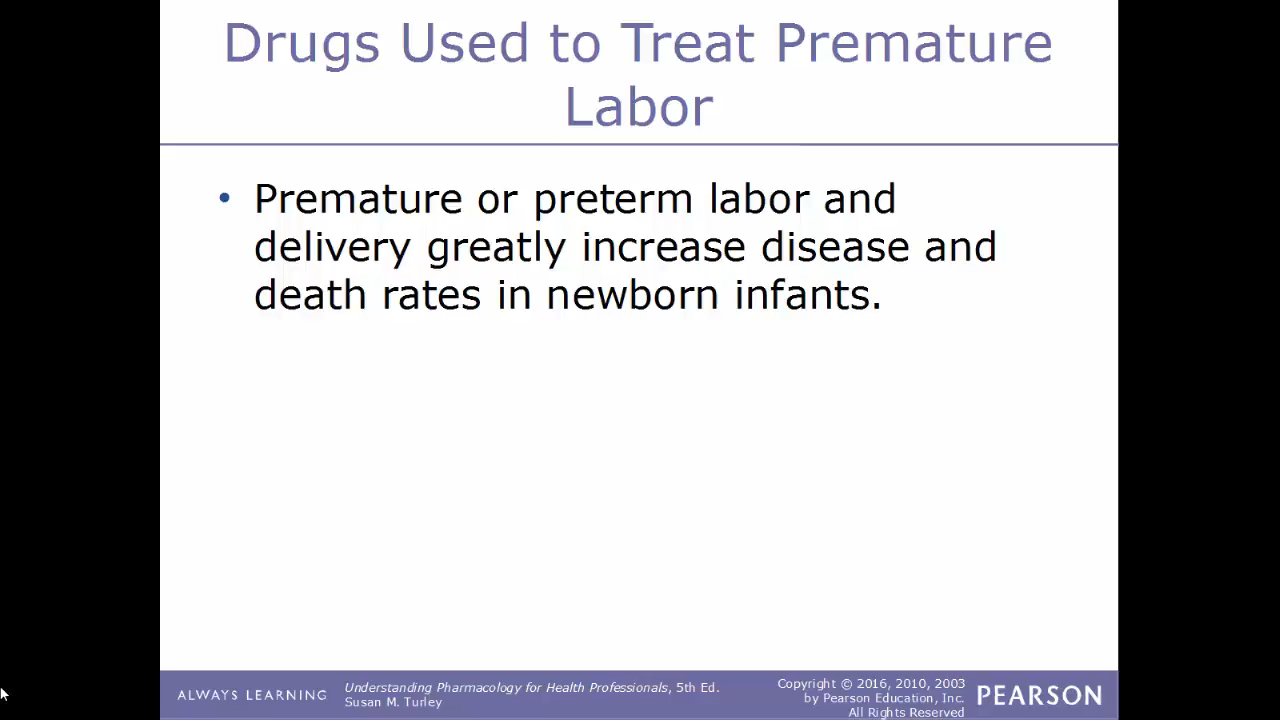 Drugs Used to Treat Premature
Labor
• Premature or preterm labor and
delivery greatly increase disease and
death rates in newborn infants.
ALWAYS LEARNING
Understanding Pharmacology for Health Professionals, 5th Ed.
Susan M. Turley
Copyright © 2016, 2010, 2003
by Pearson Education, Inc.
All Rights Reserved
PEARSON